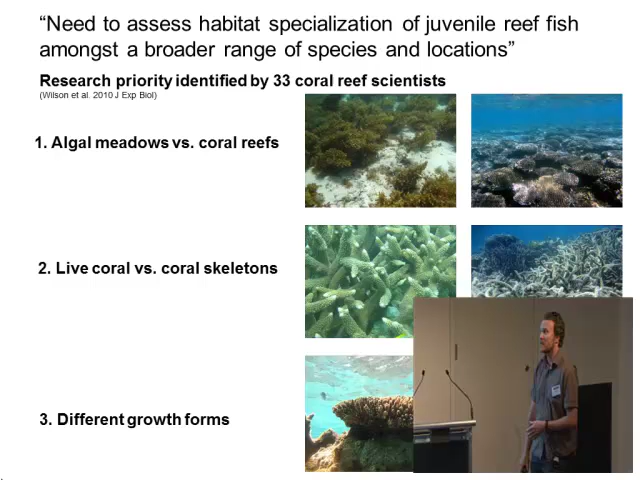 “Need to assess habitat specialization of juvenile reef fish
amongst a broader range of species and locations”
Research priority identified by 33 coral reef scientists
(Wilson et al. 2010 J Exp Biol)
1. Algal meadows vs. coral reefs
2. Live coral vs. coral skeletons
3. Different growth forms